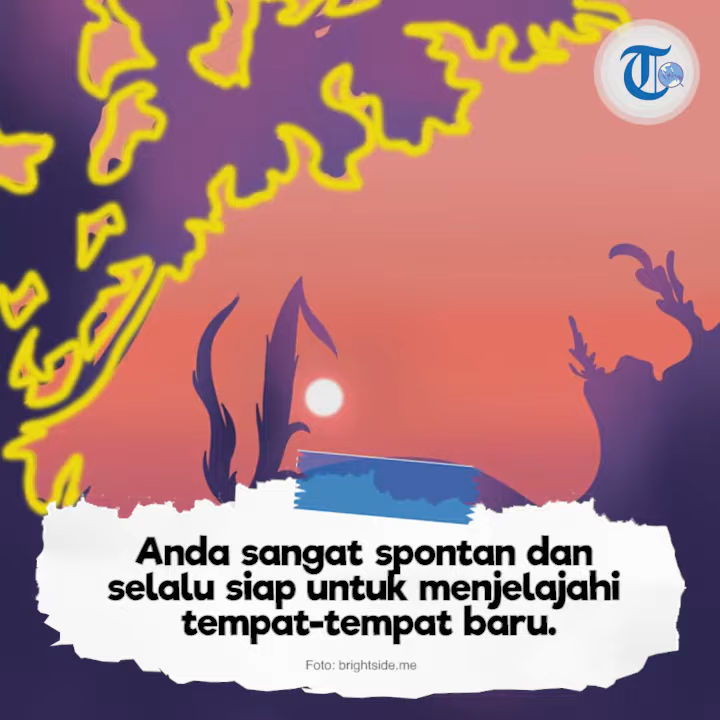 T
Anda sangat spontan dan
selalu siap untuk menjelajahi
tempat-tempat baru.
Foto: brightside.me